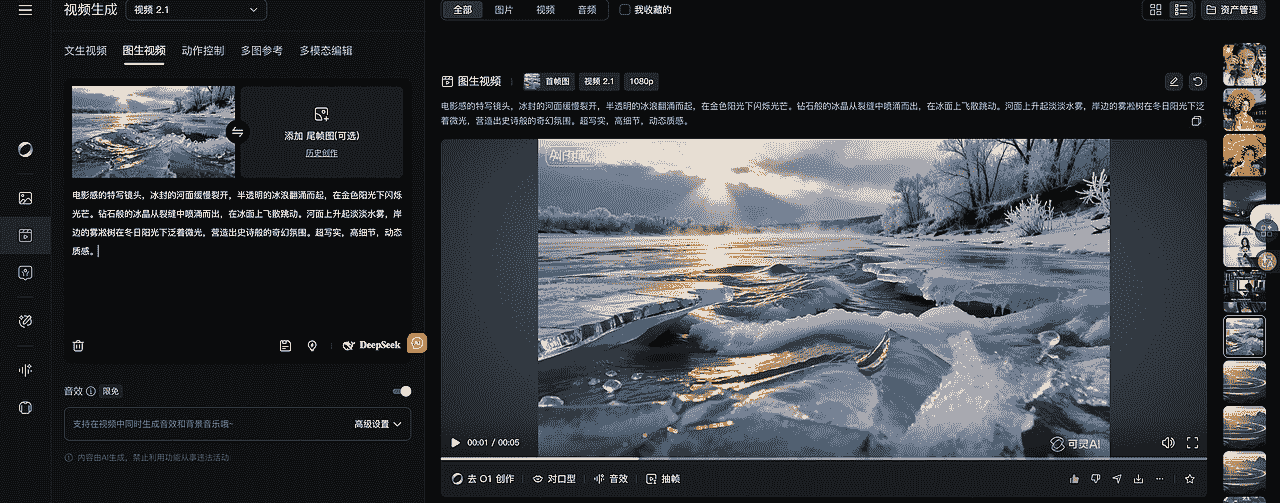 视频生成
视频 2.1
文生视频 图生视频 动作控制 多图参考 多模态编辑
添加 尾帧图(可选)
历史创作
电影感的特写镜头，冰封的河面缓慢裂开，半透明的冰浪翻涌而起，在金色阳光下闪烁
光芒。钻石般的冰晶从裂缝中喷涌而出，在冰面上飞散跳动。河面上升起淡淡水雾，岸
边的雾凇树在冬日阳光下泛着微光，营造出史诗般的奇幻氛围。超写实，高细节，动态
质感。
DeepSeek
音效 限免
支持在视频中同时生成音效和背景音乐哦~
高级设置
内容由AI生成，禁止利用功能从事违法活动
全部 图片 视频 音频 我收藏的
资产管理
图生视频 首帧图 视频 2.1 1080p
电影感的特写镜头，冰封的河面缓慢裂开，半透明的冰浪翻涌而起，在金色阳光下闪烁光芒。钻石般的冰晶从裂缝中喷涌而出，在冰面上飞散跳动。河面上升起淡淡水雾，岸边的雾凇树在冬日阳光下泛
着微光，营造出史诗般的奇幻氛围。超写实，高细节，动态质感。
AI生成
00:01 / 00:05
可灵AI
去 O1 创作 对口型 音效 抽帧